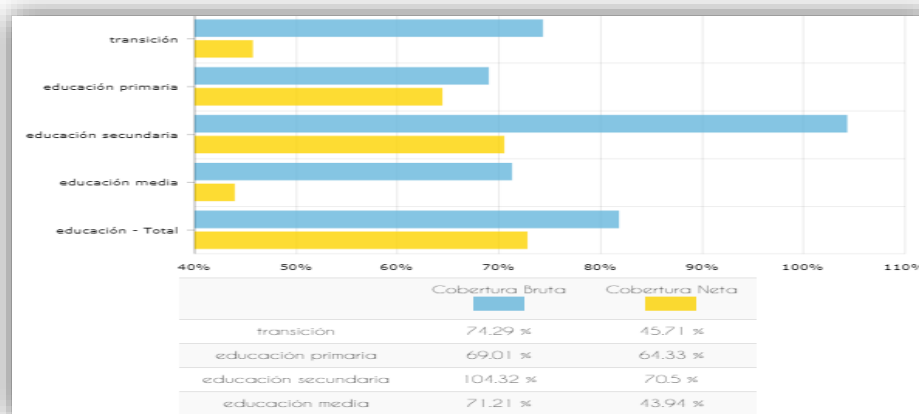 transición
educación primaria
educación secundaria
educación media
educación - Total
40% 50% 60% 70% 80% 90% 100% 110%
Cobertura Bruta Cobertura Neta
transición 74.29 % 45.71 %
educación primaria 69.01 % 64.33 %
educación secundaria 104.32 % 70.5 %
educación media 71.21 % 43.94 %